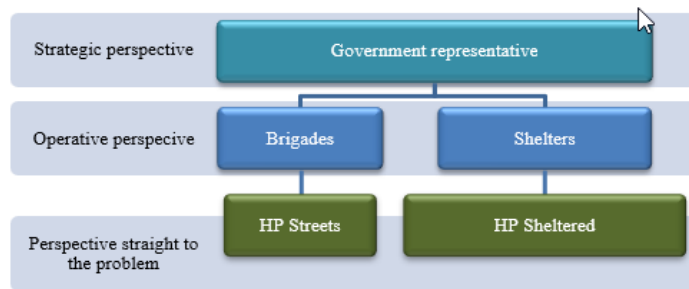 Strategic perspective
Government representative
Operative perspecive
Brigades
Shelters
HP Streets
HP Sheltered
Perspective straight to
the problem